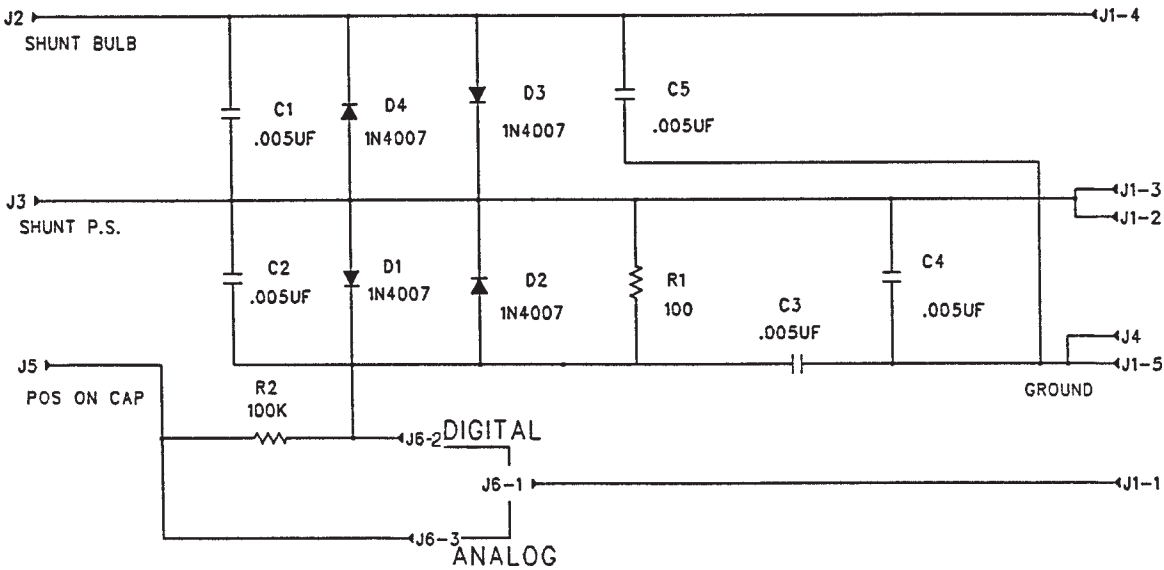 J2
J1-4
SHUNT BULB
C1
.005UF
D4
1N4007
D3
1N4007
C5
.005UF
J3
SHUNT P.S.
J1-3
J1-2
C2
.005UF
D1
1N4007
D2
1N4007
R1
100
C3
.005UF
C4
.005UF
J4
J1-5
GROUND
J5
POS ON CAP
R2
100K
J6-2
DIGITAL
J6-1
J1-1
J6-3
ANALOG